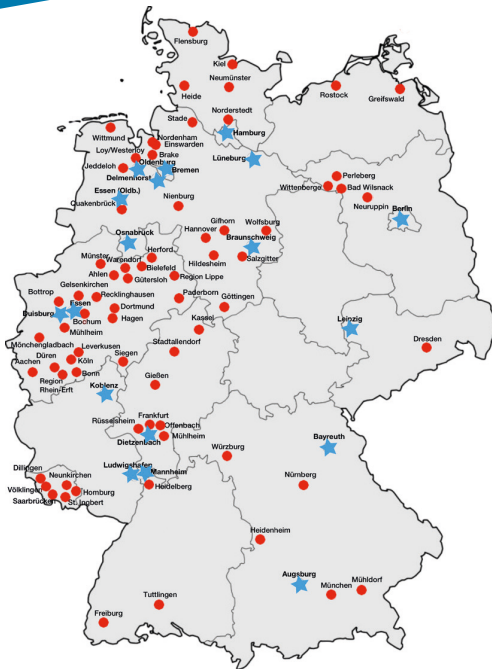 Flensburg
Kiel
Neumünster
Heide
Rostock
Greifswald
Norderstedt
Stade
Hamburg
Wittmund
Nordenham
Einswarden
Brake
Loy/Westerloy
Oldenburg
Lüneburg
Jeddeloh
Bremen
Delmenhorst
Perleberg
Wittenberge
Bad Wilsnack
Essen (Oldb.)
Neuruppin
Quakenbrück
Nienburg
Berlin
Gifhorn
Wolfsburg
Osnabrück
Hannover
Braunschweig
Herford
Münster
Warendorf
Hildesheim
Salzgitter
Ahlen
Bielefeld
Region Lippe
Gütersloh
Gelsenkirchen
Bottrop
Recklinghausen
Paderborn
Göttingen
Essen
Dortmund
Duisburg
Bochum
Hagen
Mühlheim
Kassel
Leipzig
Mönchengladbach
Leverkusen
Dresden
Stadtallendorf
Düren
Köln
Siegen
Aachen
Bonn
Region
Rhein-Erft
Gießen
Koblenz
Frankfurt
Rüsselsheim
Offenbach
Mühlheim
Dietzenbach
Bayreuth
Würzburg
Ludwigshafen
Mannheim
Dillingen
Neunkirchen
Heidelberg
Nürnberg
Völklingen
Homburg
Saarbrücken
St. Ingbert
Heidenheim
Augsburg
Mühldorf
München
Tuttlingen
Freiburg